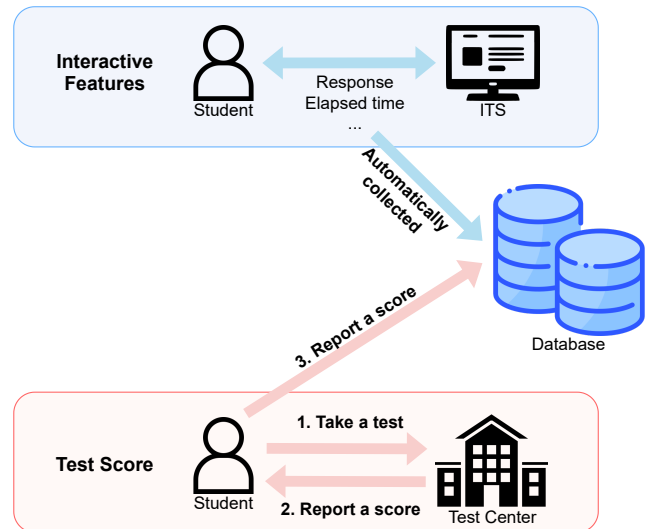 Interactive
Features
Student
Response
Elapsed time
...
ITS
Automatically
collected
Database
3. Report a score
Test Score
Student
1. Take a test
2. Report a score
Test Center